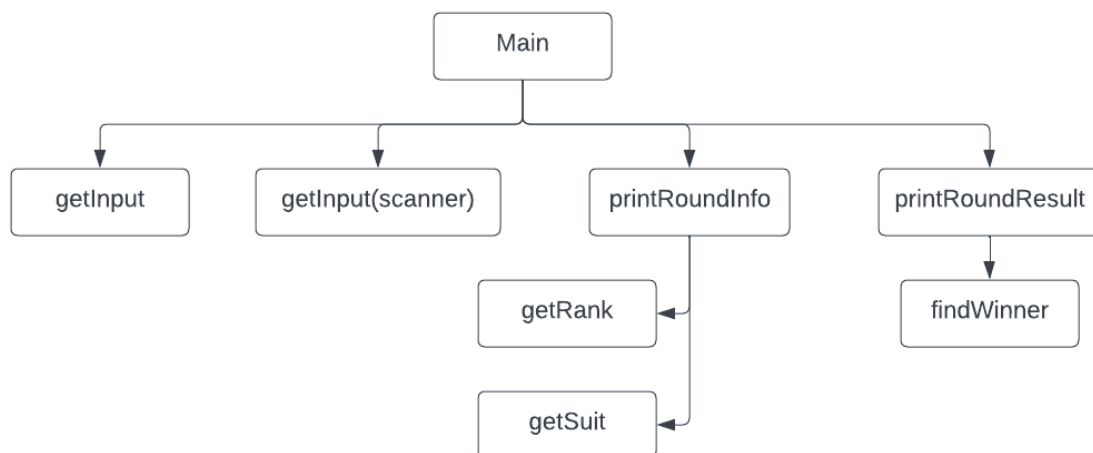 Main
getInput
getInput(scanner)
printRoundInfo
printRoundResult
getRank
findWinner
getSuit